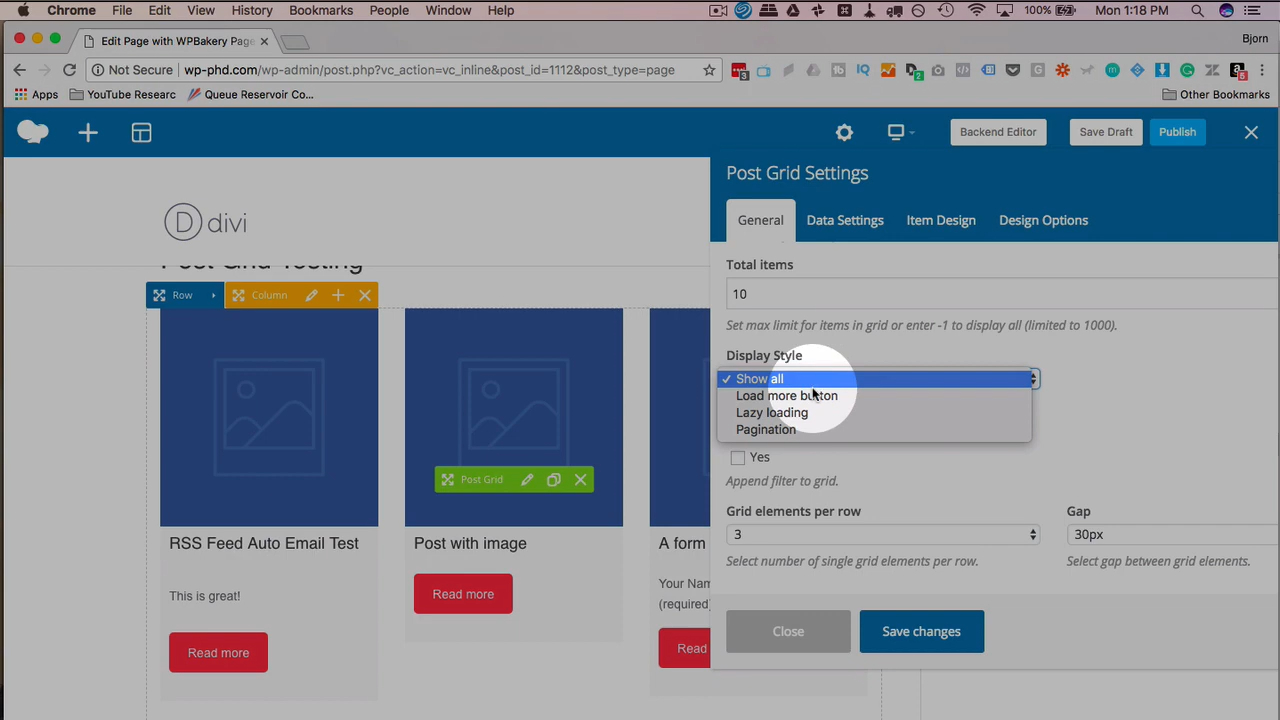 Chrome File Edit View History Bookmarks People Window Help 100% Mon 1:18 PM
Edit Page with WPBakery Page
Bjorn
Not Secure wp-phd.com/wp-admin/post.php?vc_action=vc_inline&post_id=1112&post_type=page
Apps YouTube Researc Queue Reservoir Co... Other Bookmarks
Backend Editor Save Draft Publish
Post Grid Settings
General Data Settings Item Design Design Options
D divi
Post Grid Testing
Row Column
Total items
10
Set max limit for items in grid or enter -1 to display all (limited to 1000).
Display Style
Show all
Load more button
Lazy loading
Pagination
Yes
Append filter to grid.
Grid elements per row Gap
3 30px
Select number of single grid elements per row. Select gap between grid elements.
Close Save changes
Post Grid
RSS Feed Auto Email Test
This is great!
Read more
Post with image
Read more
A form
Your Nam
(required)
Read